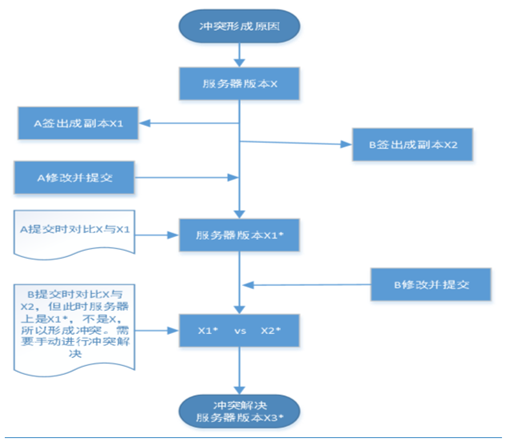 冲突形成原因
服务器版本X
A签出成副本X1
B签出成副本X2
A修改并提交
A提交时对比X与X1
服务器版本X1*
B修改并提交
B提交时对比X与
X2，但此时服务器
上是X1*，不是X，
所以形成冲突。需
要手动进行冲突解
决
X1* vs X2*
冲突解决
服务器版本X3*